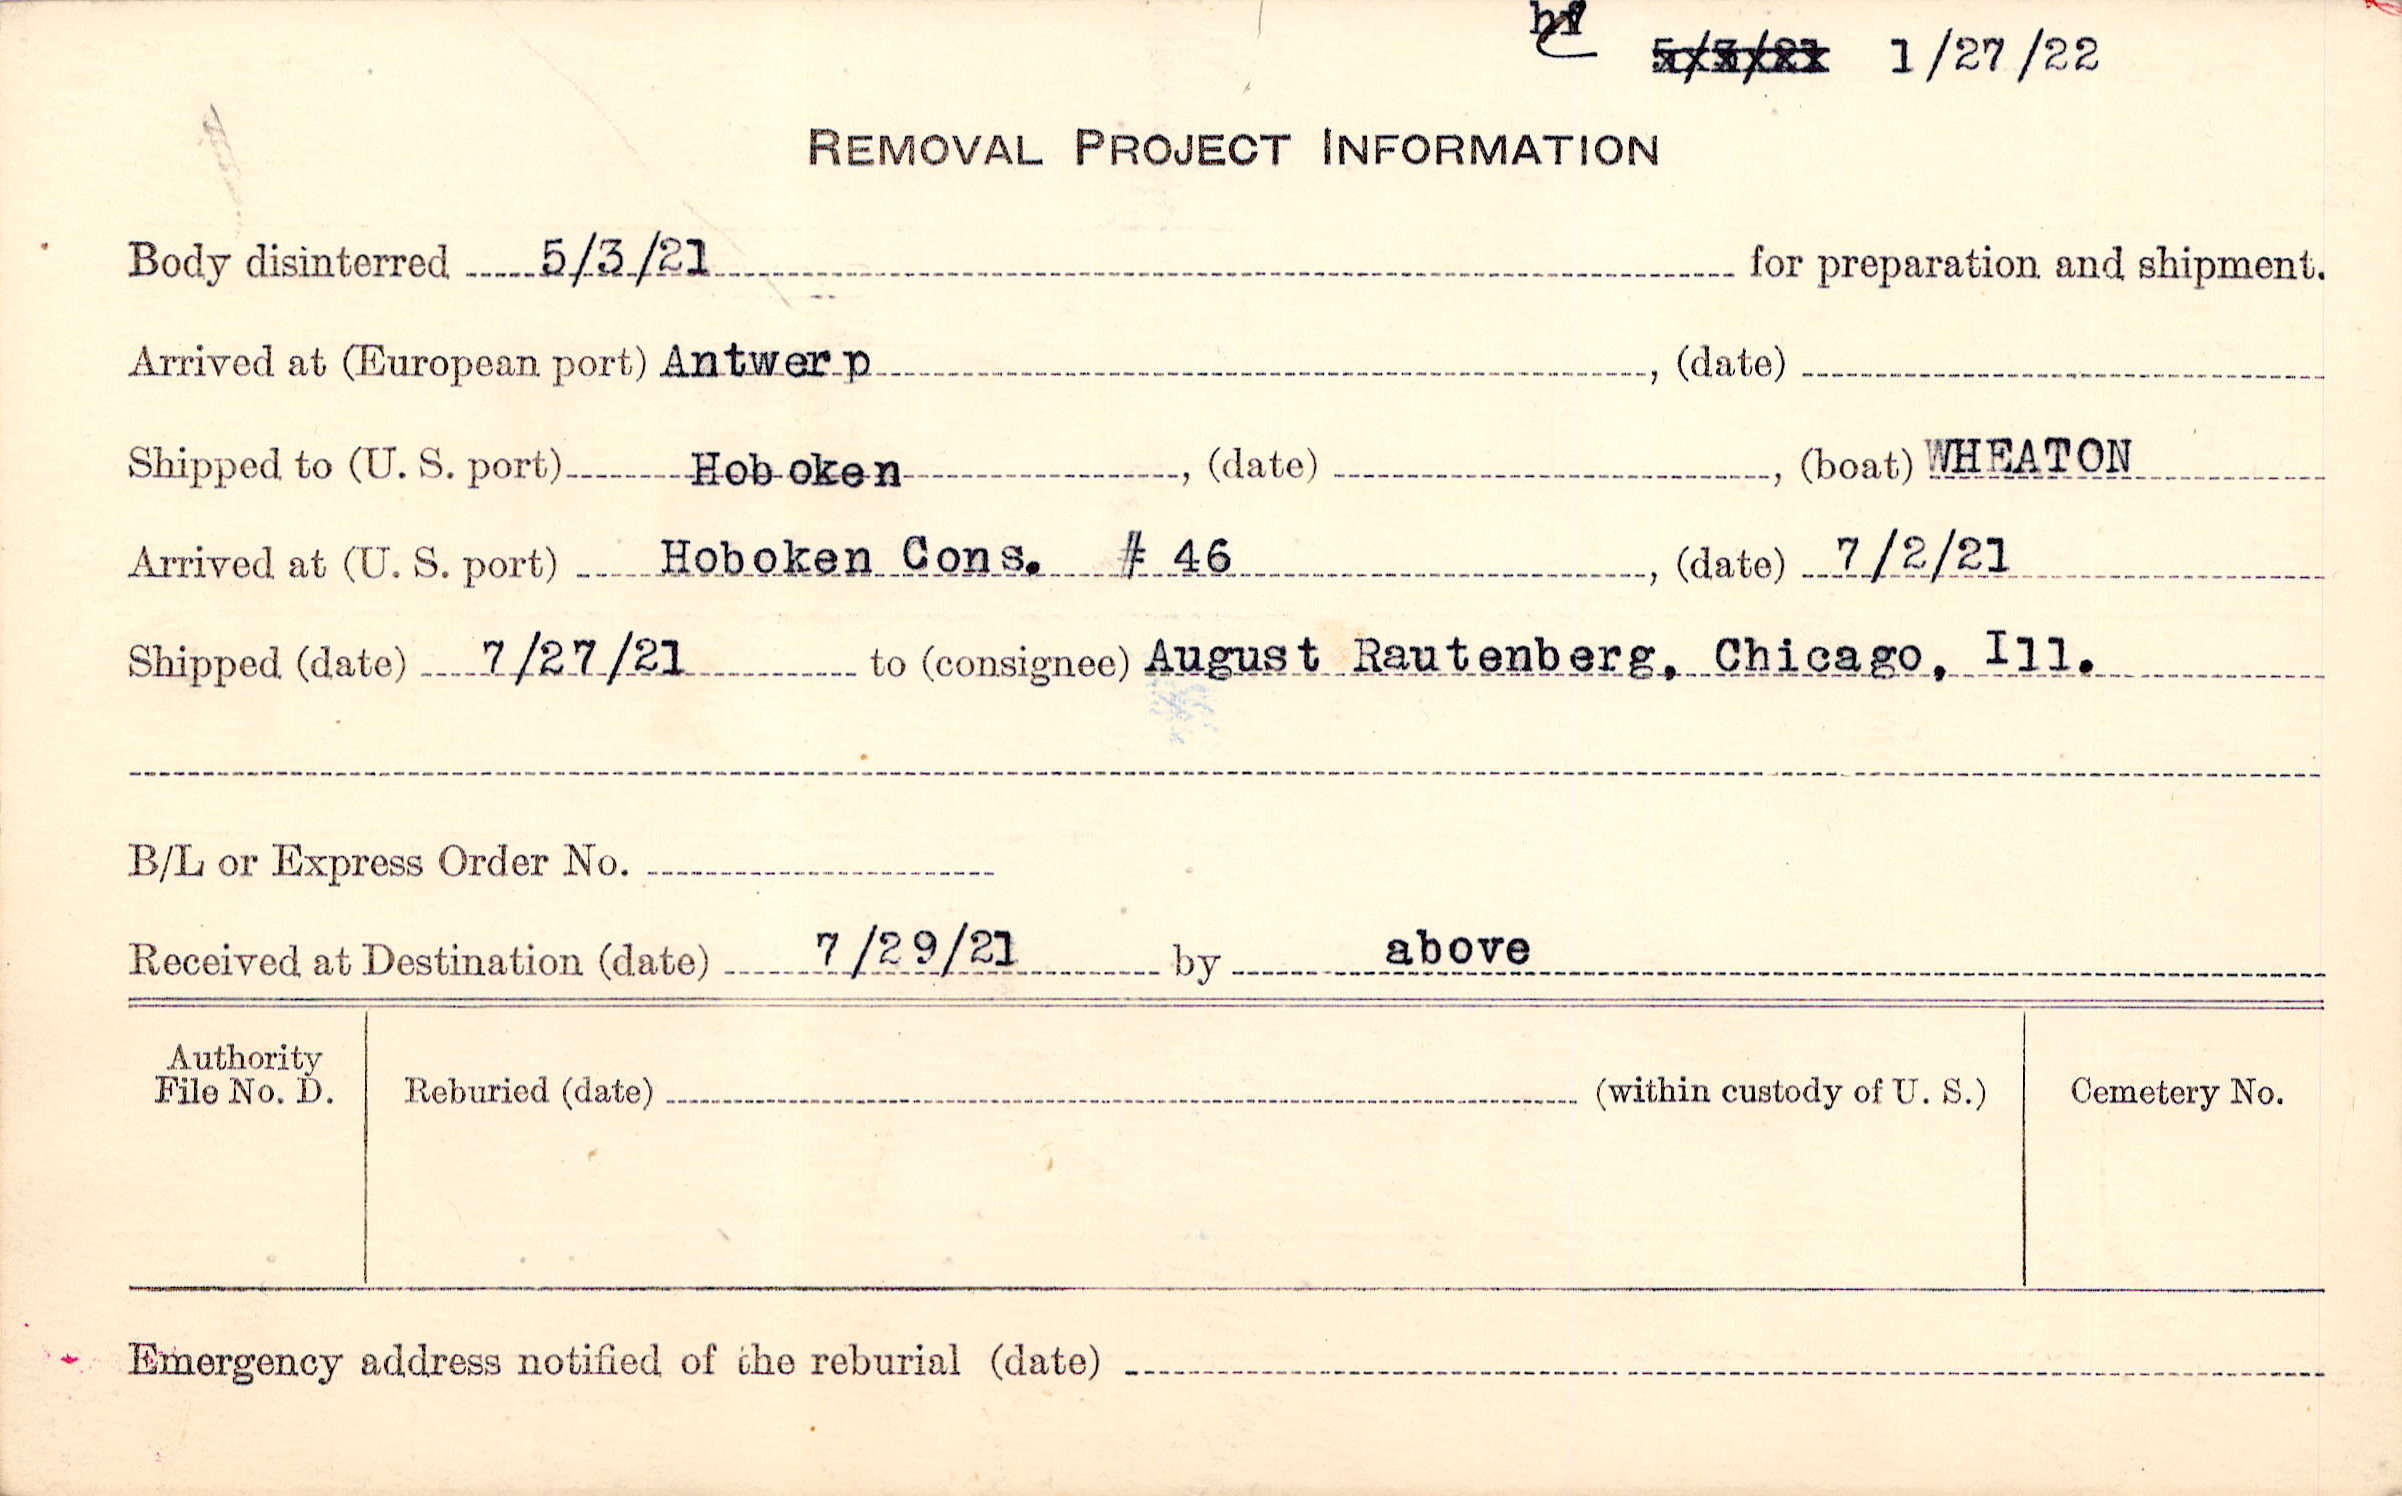 hf 5/3/21 1/27/22
REMOVAL PROJECT INFORMATION
Body disinterred 5/3/21 for preparation and shipment.
Arrived at (European port) Antwerp, (date)
Shipped to (U. S. port) Hoboken, (date), (boat) WHEATON
Arrived at (U. S. port) Hoboken Cons. # 46, (date) 7/2/21
Shipped (date) 7/27/21 to (consignee) August Rautenberg, Chicago, Ill.
B/L or Express Order No.
Received at Destination (date) 7/29/21 by above
Authority
File No. D.
Reburied (date) (within custody of U. S.)
Cemetery No.
Emergency address notified of the reburial (date)